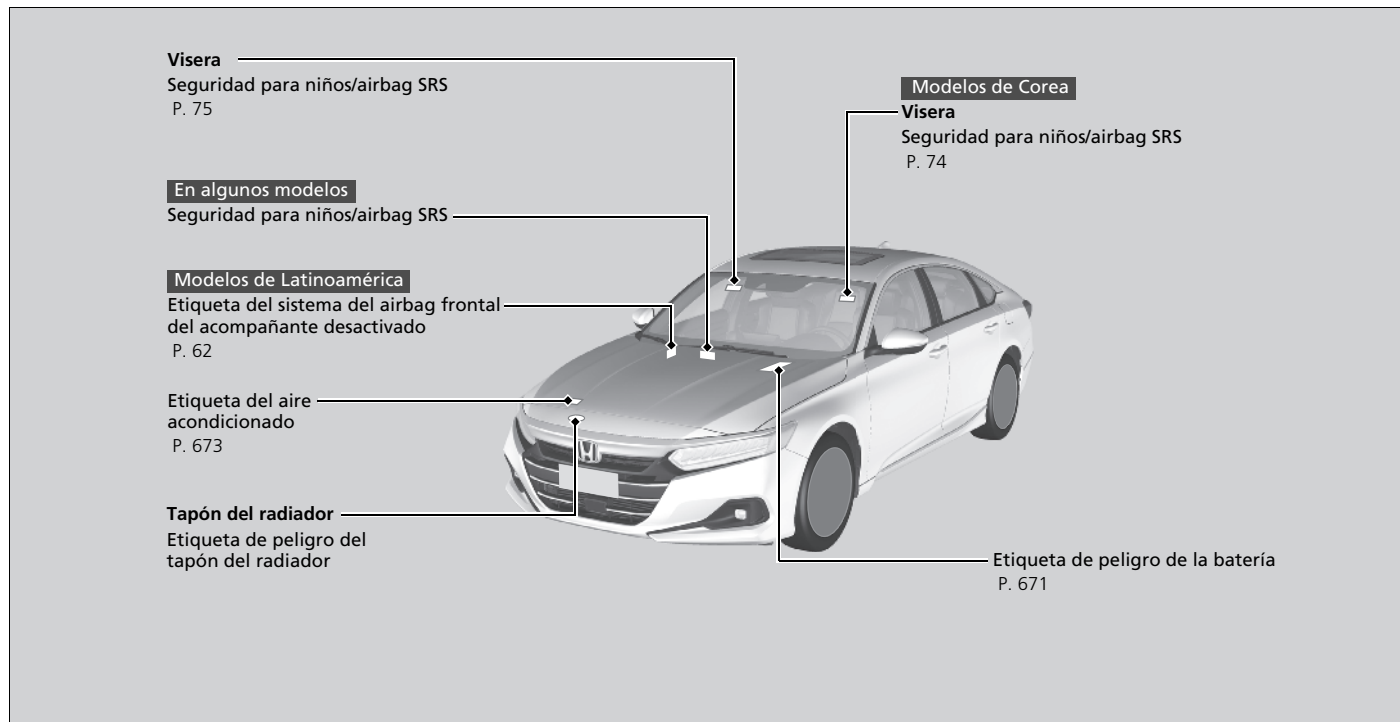 Visera
Seguridad para niños/airbag SRS
P. 75
En algunos modelos
Seguridad para niños/airbag SRS
Modelos de Latinoamérica
Etiqueta del sistema del airbag frontal
del acompañante desactivado
P. 62
Etiqueta del aire
acondicionado
P. 673
Tapón del radiador
Etiqueta de peligro del
tapón del radiador
Modelos de Corea
Visera
Seguridad para niños/airbag SRS
P. 74
Etiqueta de peligro de la batería
P. 671